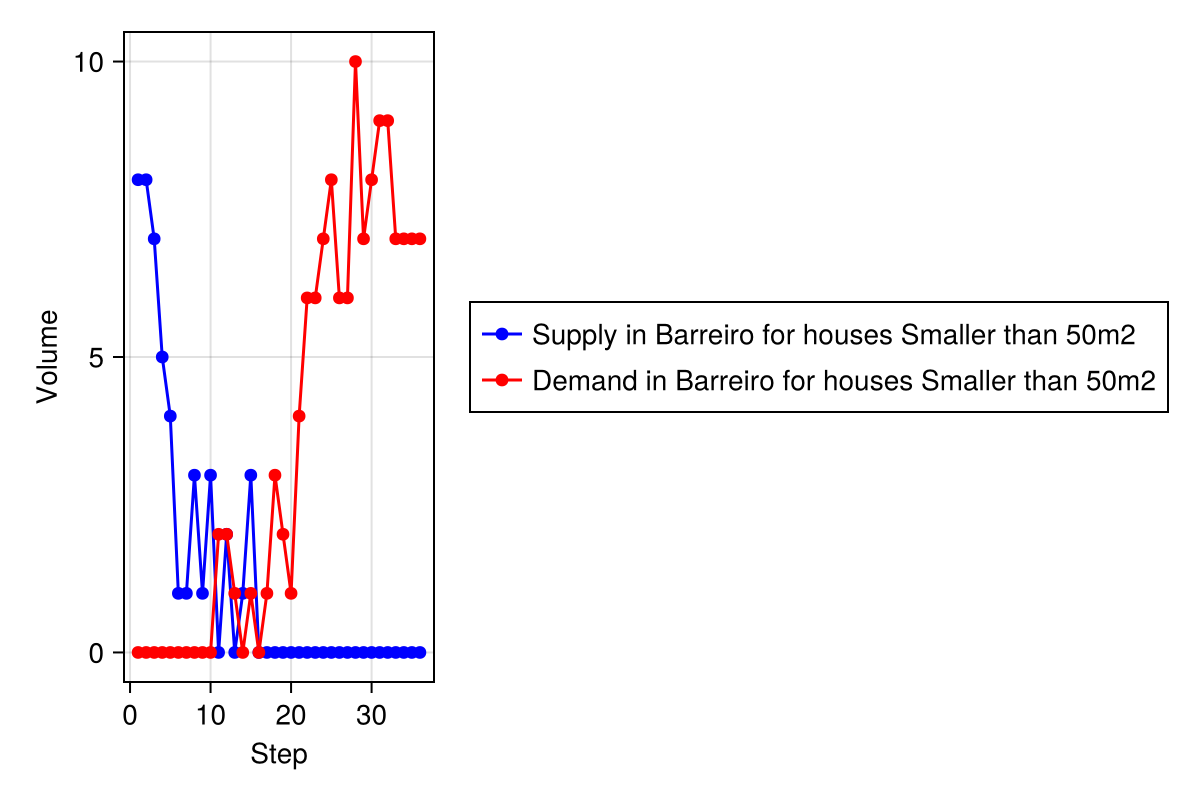 10
5
0
Volume
0 10 20 30
Step
Supply in Barreiro for houses Smaller than 50m2
Demand in Barreiro for houses Smaller than 50m2